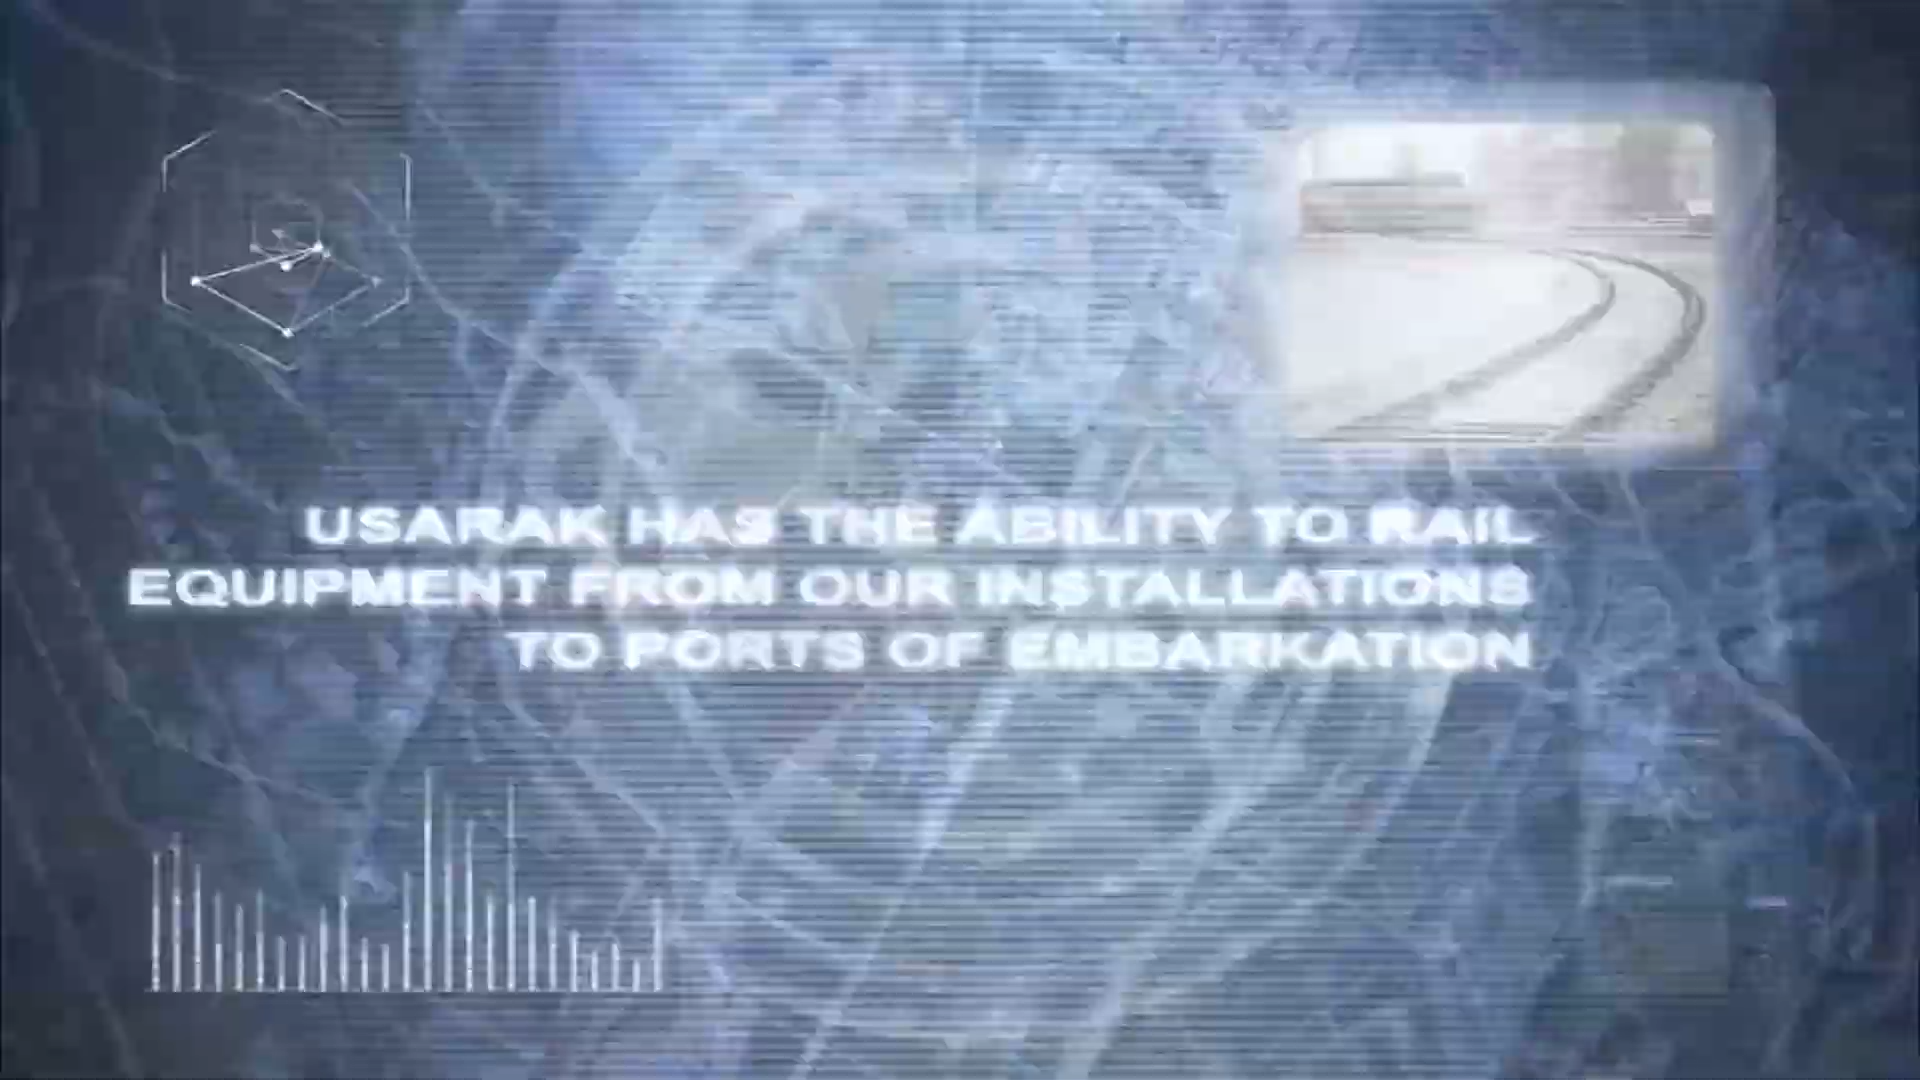 USARAK HAS THE ABILITY TO RAIL
EQUIPMENT FROM OUR INSTALLATIONS
TO PORTS OF EMBARKATION